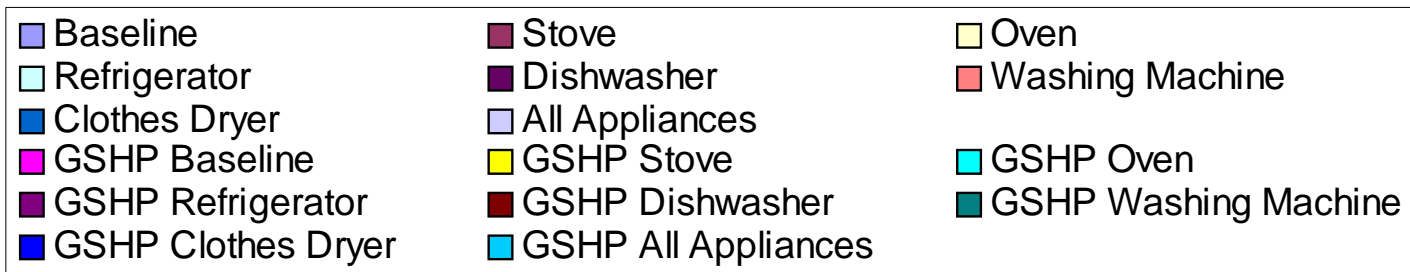 Baseline Stove Oven
Refrigerator Dishwasher Washing Machine
Clothes Dryer All Appliances
GSHP Baseline GSHP Stove GSHP Oven
GSHP Refrigerator GSHP Dishwasher GSHP Washing Machine
GSHP Clothes Dryer GSHP All Appliances